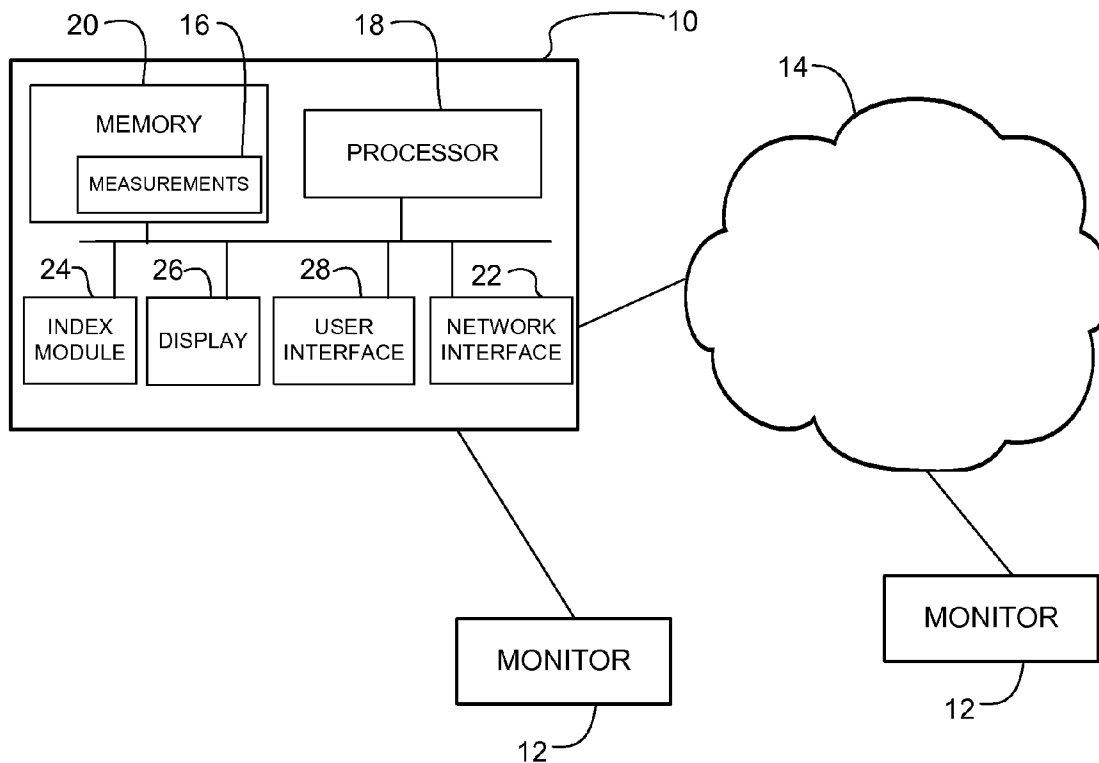 20
16
18
10
14
MEMORY
MEASUREMENTS
PROCESSOR
24
26
28
22
INDEX
MODULE
DISPLAY
USER
INTERFACE
NETWORK
INTERFACE
MONITOR
12
MONITOR
12